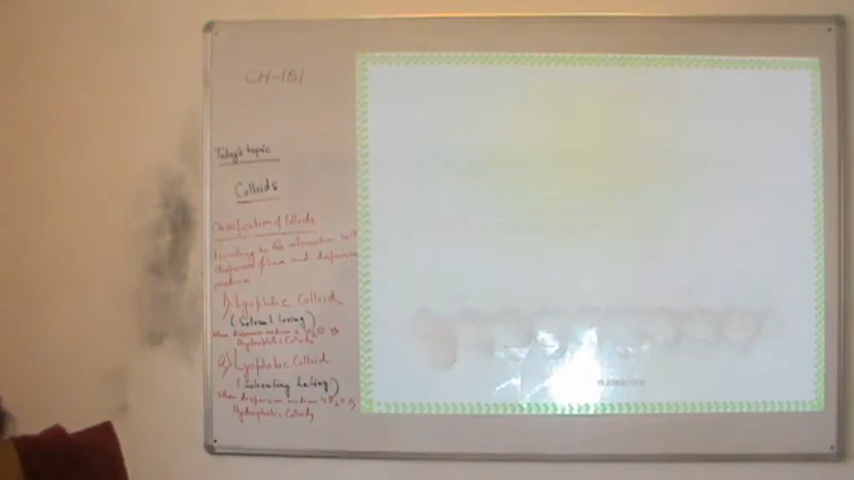 CH-151
Today's topic
Colloids
Classification of Colloids
According to the interaction b/t
dispersed phase and dispersion
medium
1) Lyophilic Colloid
(Solvent loving)
when dispersion medium is H2O is
Hydrophilic Colloids
2) Lyophobic Colloid
(solventing hating)
when dispersion medium is H2O is
Hydrophobic Colloids